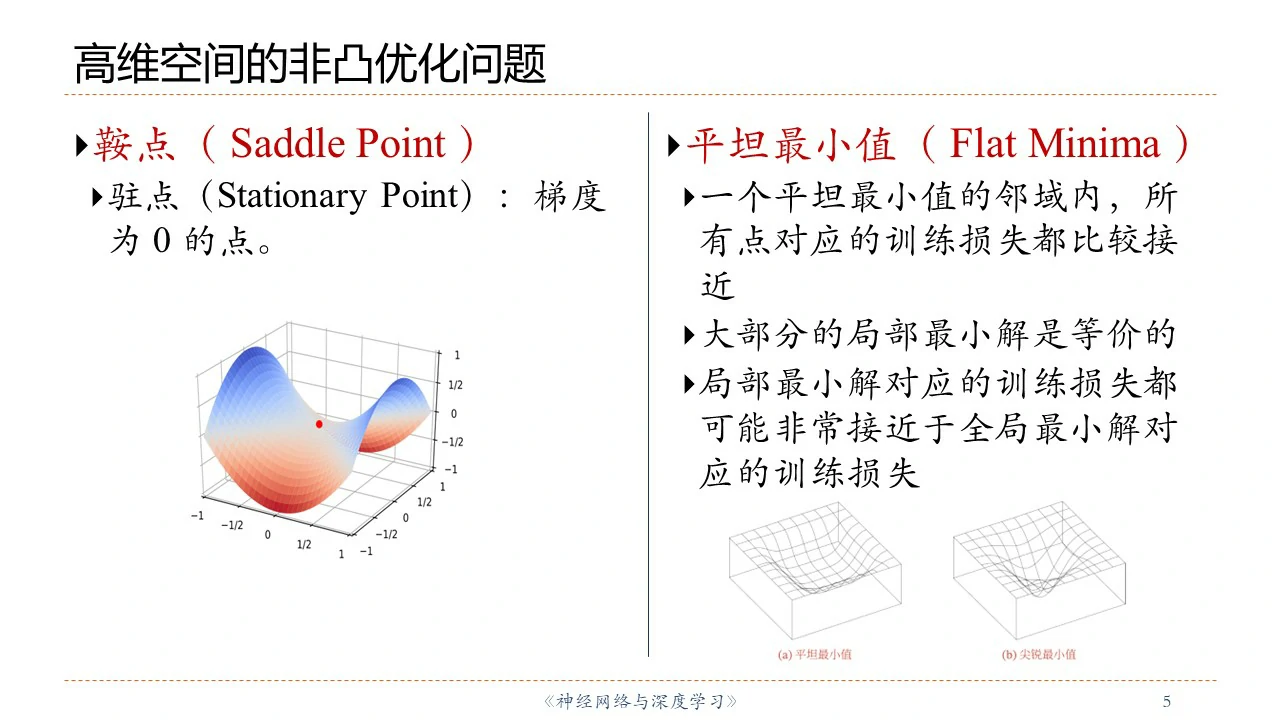 高维空间的非凸优化问题
鞍点（Saddle Point）
驻点（Stationary Point）：梯度
为 0 的点。
1
1/2
0
−1/2
−1
1
1/2
0
−1/2
−1
−1
−1/2
0
1/2
1
平坦最小值（Flat Minima）
一个平坦最小值的邻域内，所
有点对应的训练损失都比较接
近
大部分的局部最小解是等价的
局部最小解对应的训练损失都
可能非常接近于全局最小解对
应的训练损失
(a) 平坦最小值
(b) 尖锐最小值
《神经网络与深度学习》
5